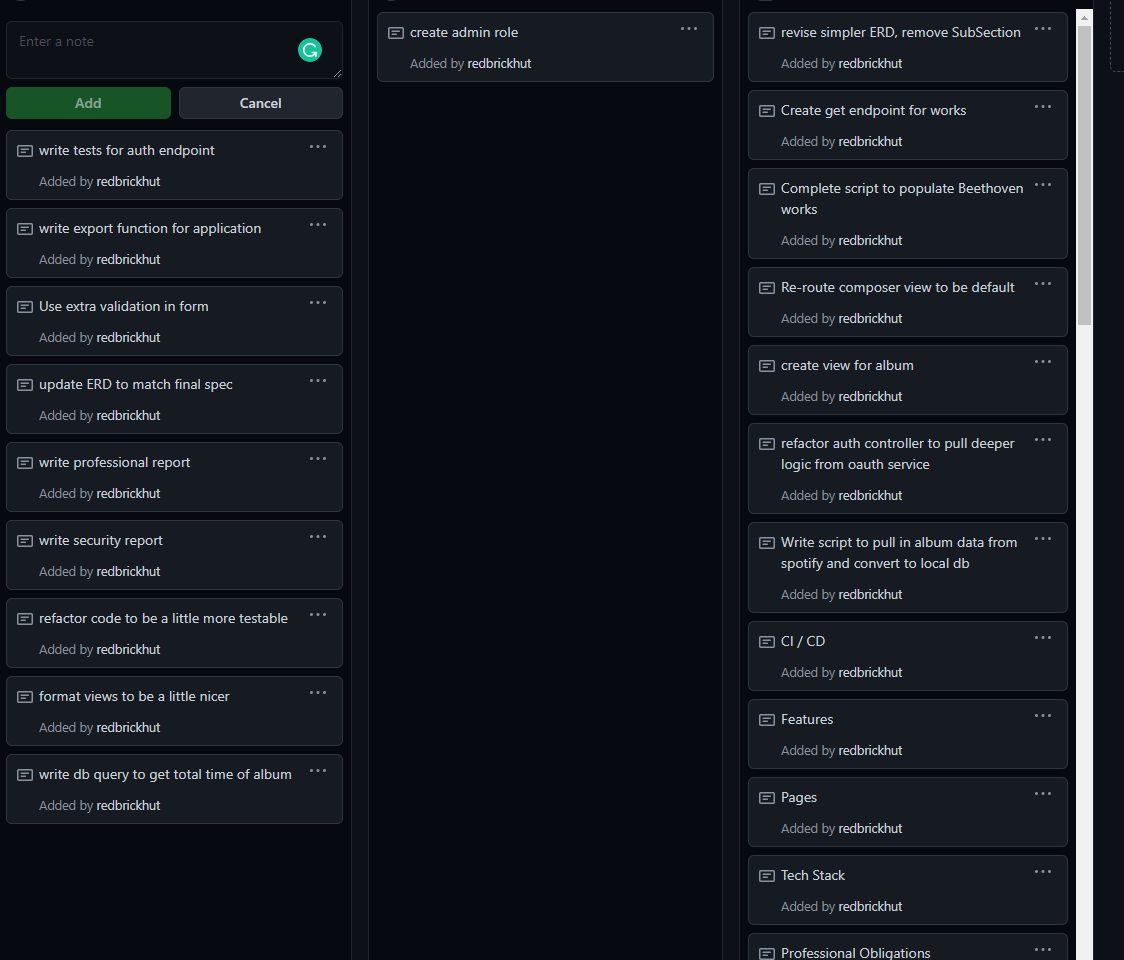 Enter a note
Add
Cancel
write tests for auth endpoint
Added by redbrickhut
write export function for application
Added by redbrickhut
Use extra validation in form
Added by redbrickhut
update ERD to match final spec
Added by redbrickhut
write professional report
Added by redbrickhut
write security report
Added by redbrickhut
refactor code to be a little more testable
Added by redbrickhut
format views to be a little nicer
Added by redbrickhut
write db query to get total time of album
Added by redbrickhut
create admin role
Added by redbrickhut
revise simpler ERD, remove SubSection
Added by redbrickhut
Create get endpoint for works
Added by redbrickhut
Complete script to populate Beethoven
works
Added by redbrickhut
Re-route composer view to be default
Added by redbrickhut
create view for album
Added by redbrickhut
refactor auth controller to pull deeper
logic from oauth service
Added by redbrickhut
Write script to pull in album data from
spotify and convert to local db
Added by redbrickhut
CI / CD
Added by redbrickhut
Features
Added by redbrickhut
Pages
Added by redbrickhut
Tech Stack
Added by redbrickhut
Professional Obligations